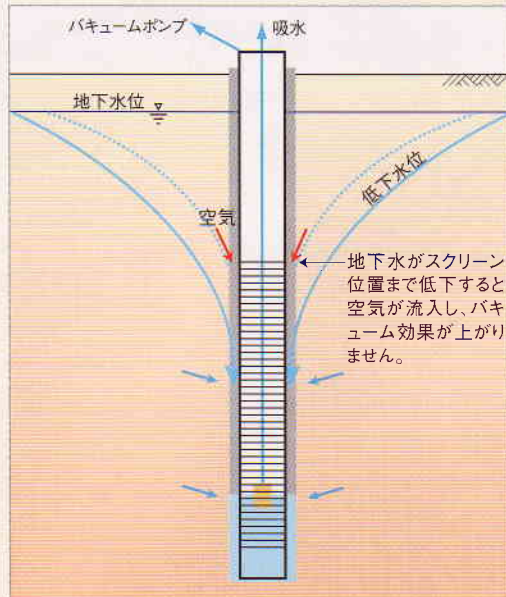 バキュームポンプ
吸水
地下水位
低下水位
空気
地下水がスクリーン
位置まで低下すると
空気が流入し、バキ
ューム効果が上がり
ません。